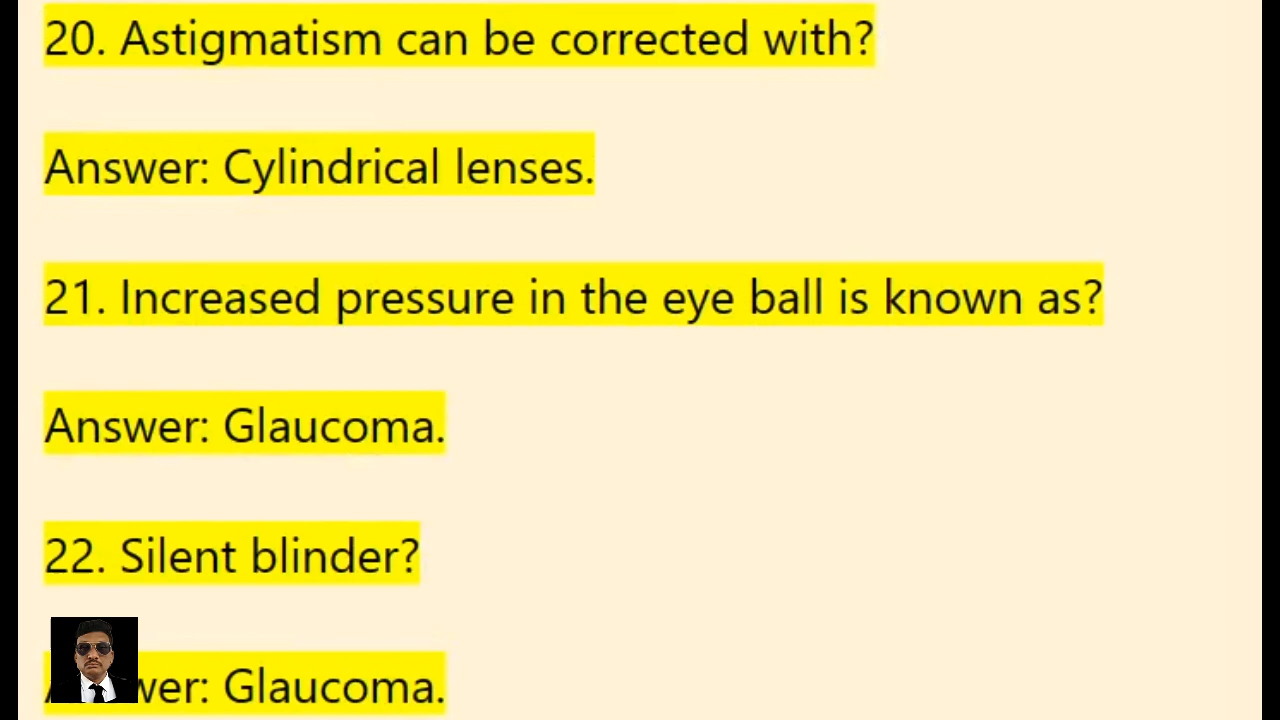 20. Astigmatism can be corrected with?
Answer: Cylindrical lenses.
21. Increased pressure in the eye ball is known as?
Answer: Glaucoma.
22. Silent blinder?
wer: Glaucoma.